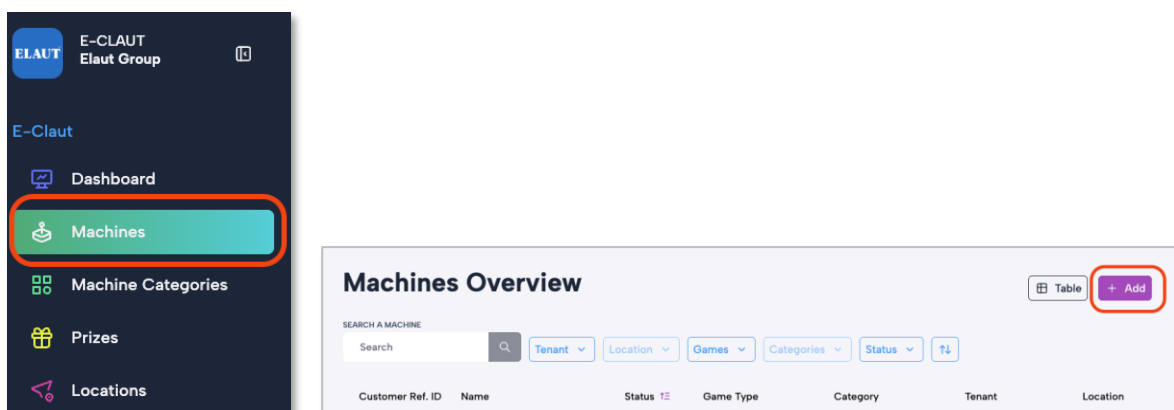 ELAUT
E-CLAUT
Elaut Group
E-Claut
Dashboard
Machines
Machine Categories
Prizes
Locations
Machines Overview
Table
+ Add
SEARCH A MACHINE
Search
Tenant
Location
Games
Categories
Status
Customer Ref. ID Name Status Game Type Category Tenant Location